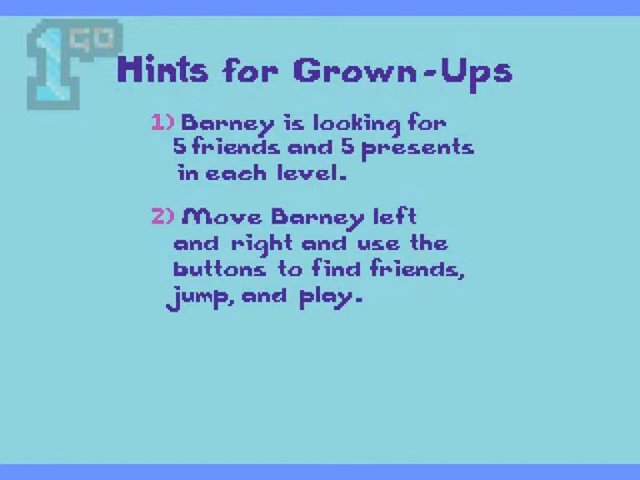 1st GO
Hints for Grown-Ups
1) Barney is looking for
5 friends and 5 presents
in each level.
2) Move Barney left
and right and use the
buttons to find friends,
jump, and play.